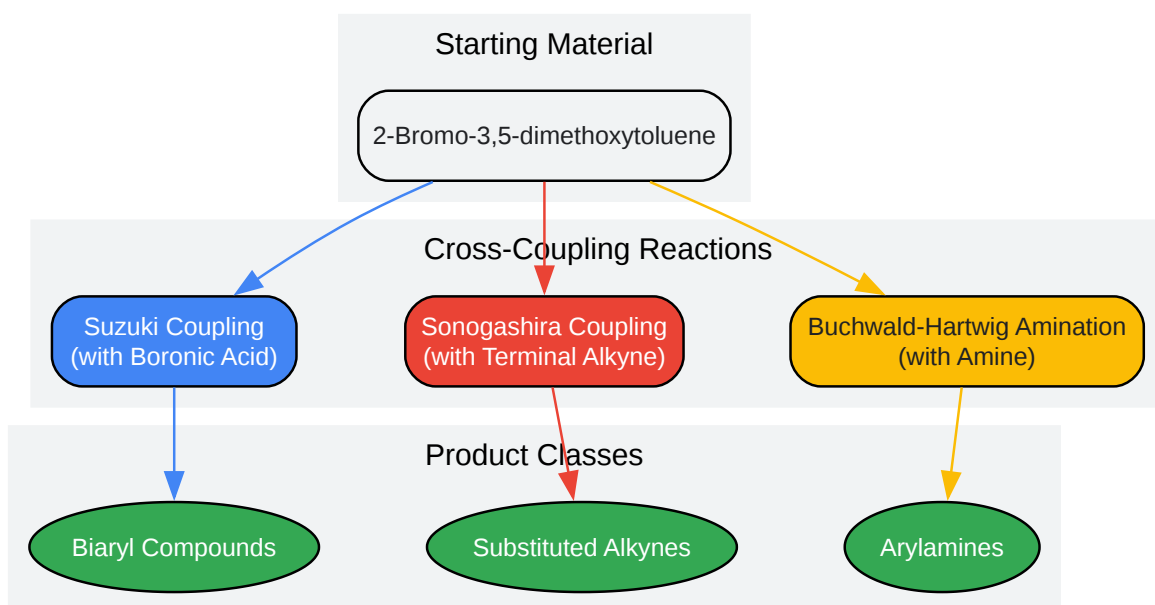 Starting Material
2-Bromo-3,5-dimethoxytoluene
Cross-Coupling Reactions
Suzuki Coupling
(with Boronic Acid)
Sonogashira Coupling
(with Terminal Alkyne)
Buchwald-Hartwig Amination
(with Amine)
Product Classes
Biaryl Compounds
Substituted Alkynes
Arylamines